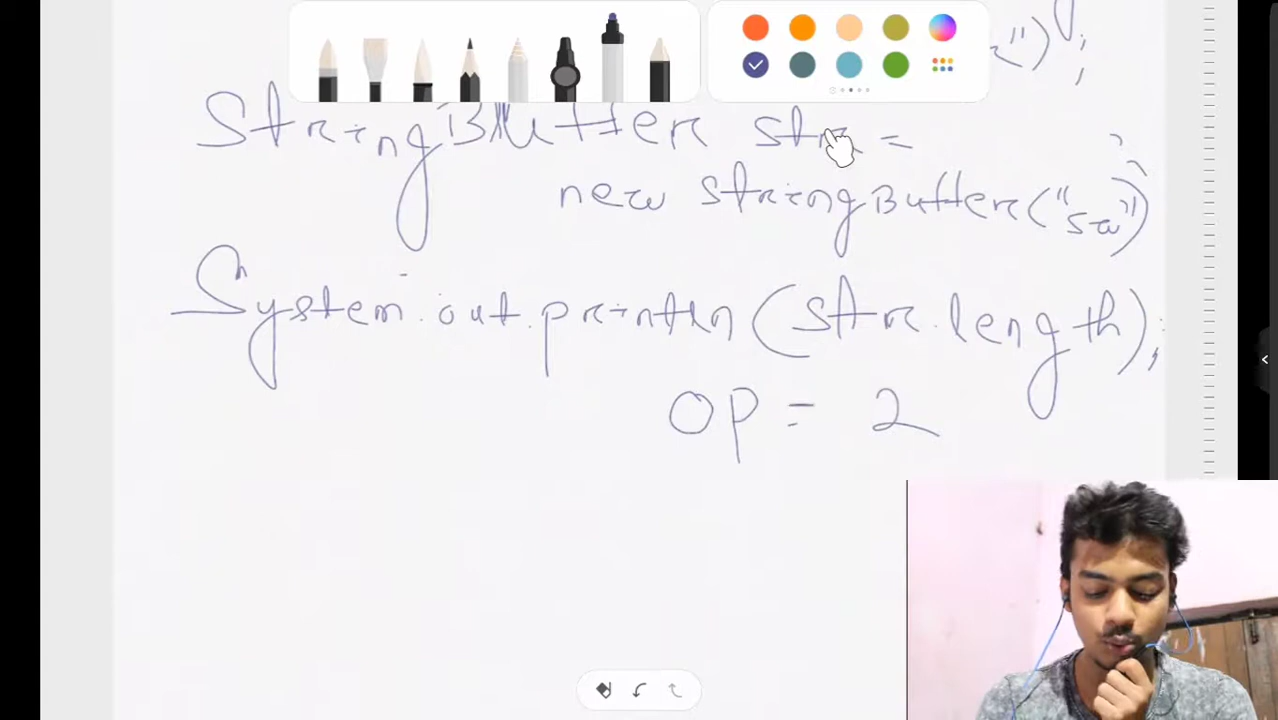 ")";
StringBuffer str =
new stringBuffer("sa")
System.out.println(str.length);
OP = 2